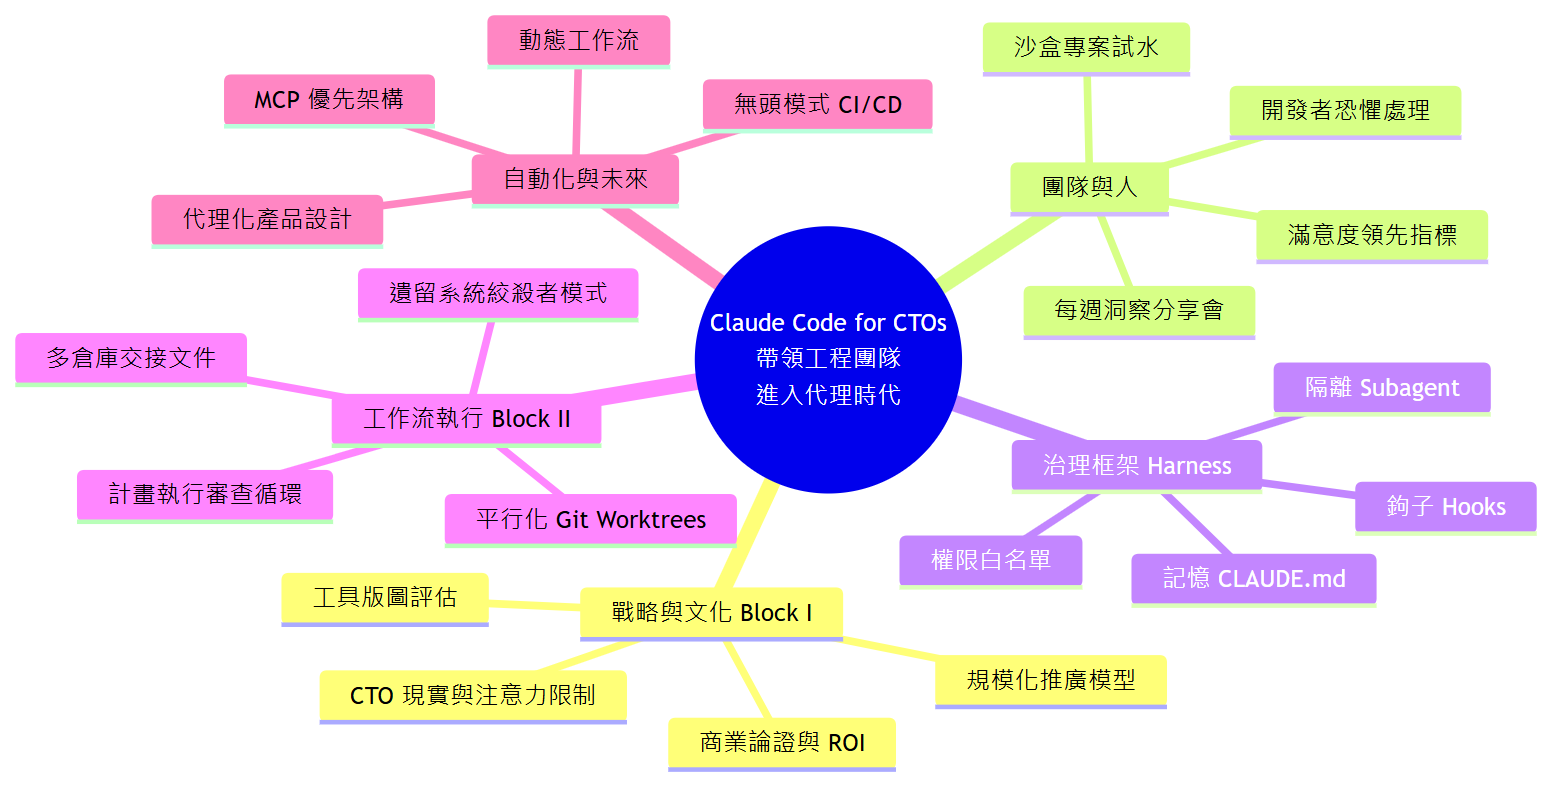 Claude Code for CTOs
帶領工程團隊
進入代理時代
動態工作流
MCP 優先架構
無頭模式 CI/CD
自動化與未來
代理化產品設計
沙盒專案試水
開發者恐懼處理
團隊與人
滿意度領先指標
每週洞察分享會
遺留系統絞殺者模式
多倉庫交接文件
工作流執行 Block II
計畫執行審查循環
平行化 Git Worktrees
隔離 Subagent
治理框架 Harness
鉤子 Hooks
權限白名單
記憶 CLAUDE.md
工具版圖評估
戰略與文化 Block I
CTO 現實與注意力限制
規模化推廣模型
商業論證與 ROI